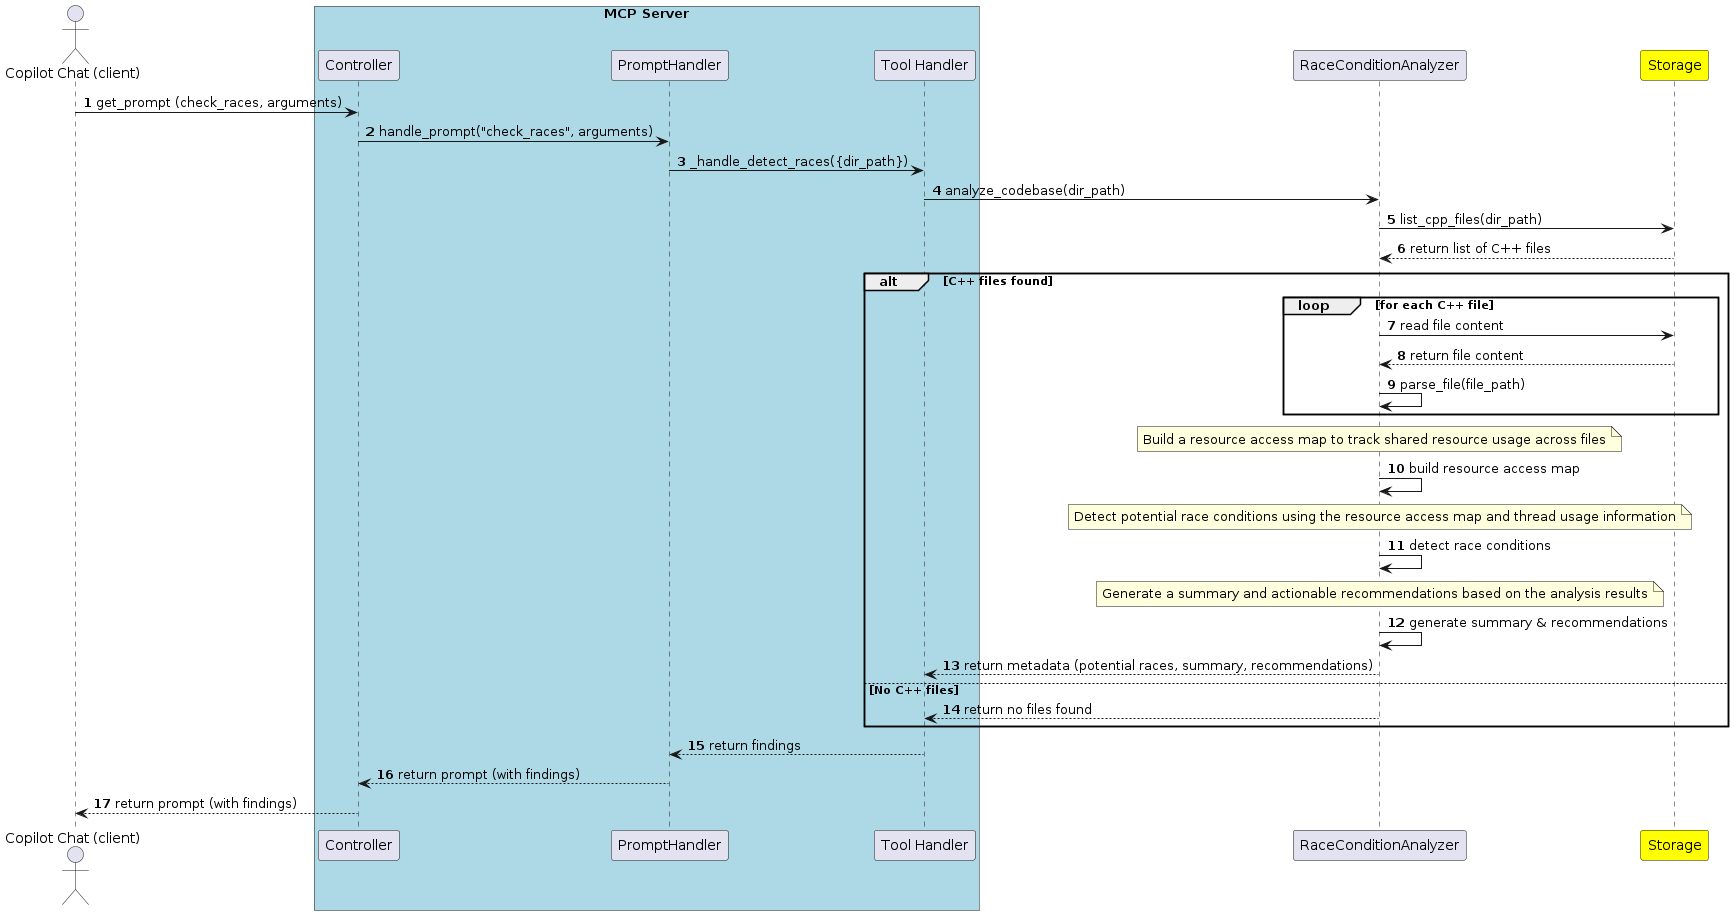 MCP Server
Copilot Chat (client)
Controller
PromptHandler
Tool Handler
RaceConditionAnalyzer
Storage
1 get_prompt (check_races, arguments)
2 handle_prompt("check_races", arguments)
3 _handle_detect_races({dir_path})
4 analyze_codebase(dir_path)
5 list_cpp_files(dir_path)
6 return list of C++ files
alt [C++ files found]
loop [for each C++ file]
7 read file content
8 return file content
9 parse_file(file_path)
Build a resource access map to track shared resource usage across files
10 build resource access map
Detect potential race conditions using the resource access map and thread usage information
11 detect race conditions
Generate a summary and actionable recommendations based on the analysis results
12 generate summary & recommendations
13 return metadata (potential races, summary, recommendations)
[No C++ files]
14 return no files found
15 return findings
16 return prompt (with findings)
17 return prompt (with findings)
Copilot Chat (client)
Controller
PromptHandler
Tool Handler
RaceConditionAnalyzer
Storage